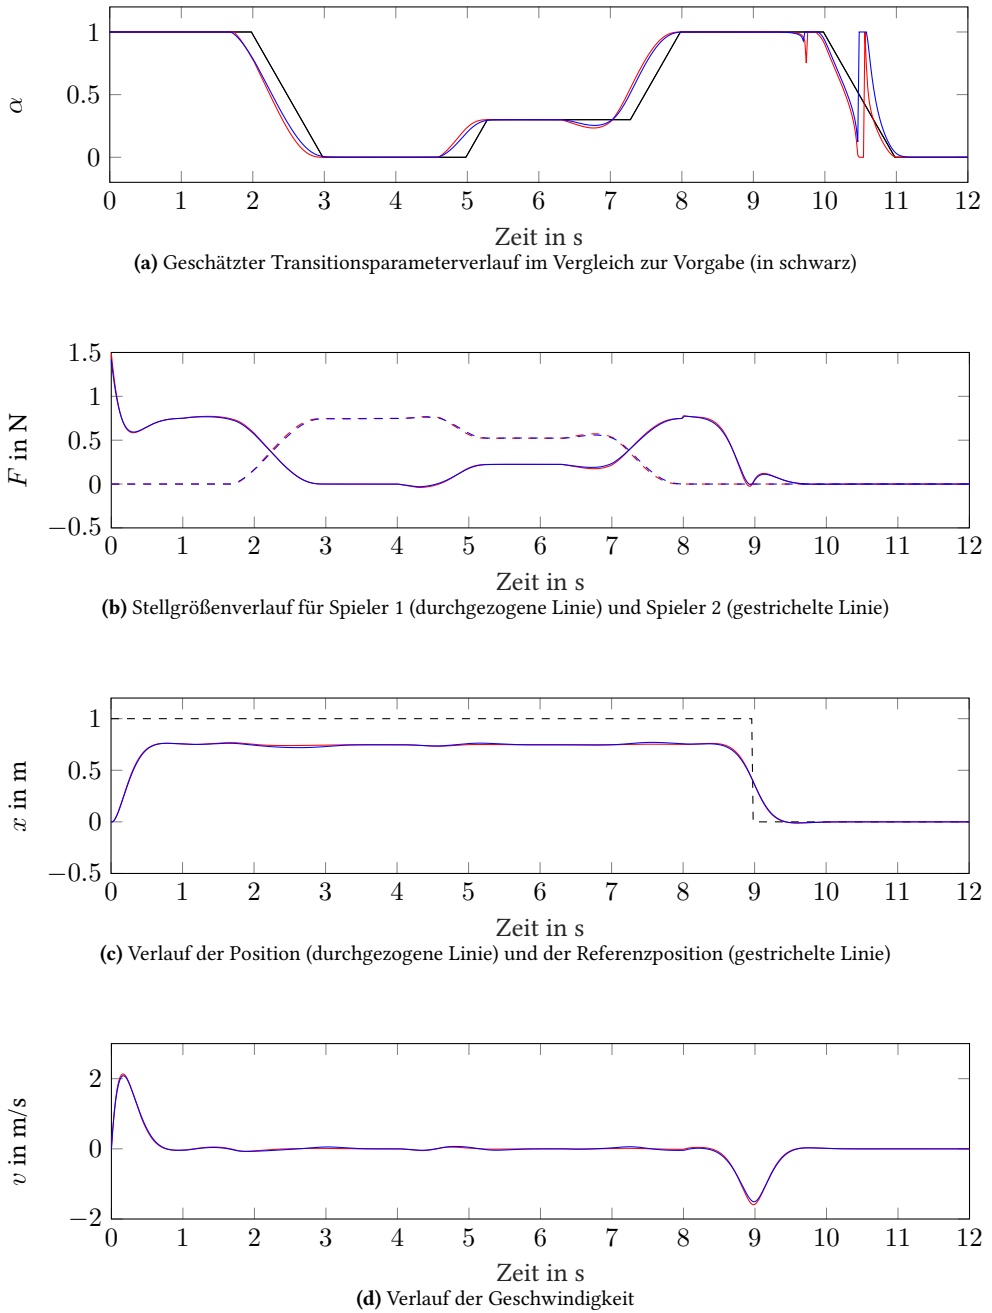 1
0.5
0
α
0 1 2 3 4 5 6 7 8 9 10 11 12
Zeit in s
(a) Geschätzter Transitionsparameterverlauf im Vergleich zur Vorgabe (in schwarz)
1.5
1
0.5
0
−0.5
F in N
0 1 2 3 4 5 6 7 8 9 10 11 12
Zeit in s
(b) Stellgrößenverlauf für Spieler 1 (durchgezogene Linie) und Spieler 2 (gestrichelte Linie)
1
0.5
0
−0.5
x in m
0 1 2 3 4 5 6 7 8 9 10 11 12
Zeit in s
(c) Verlauf der Position (durchgezogene Linie) und der Referenzposition (gestrichelte Linie)
2
0
−2
v in m/s
0 1 2 3 4 5 6 7 8 9 10 11 12
Zeit in s
(d) Verlauf der Geschwindigkeit